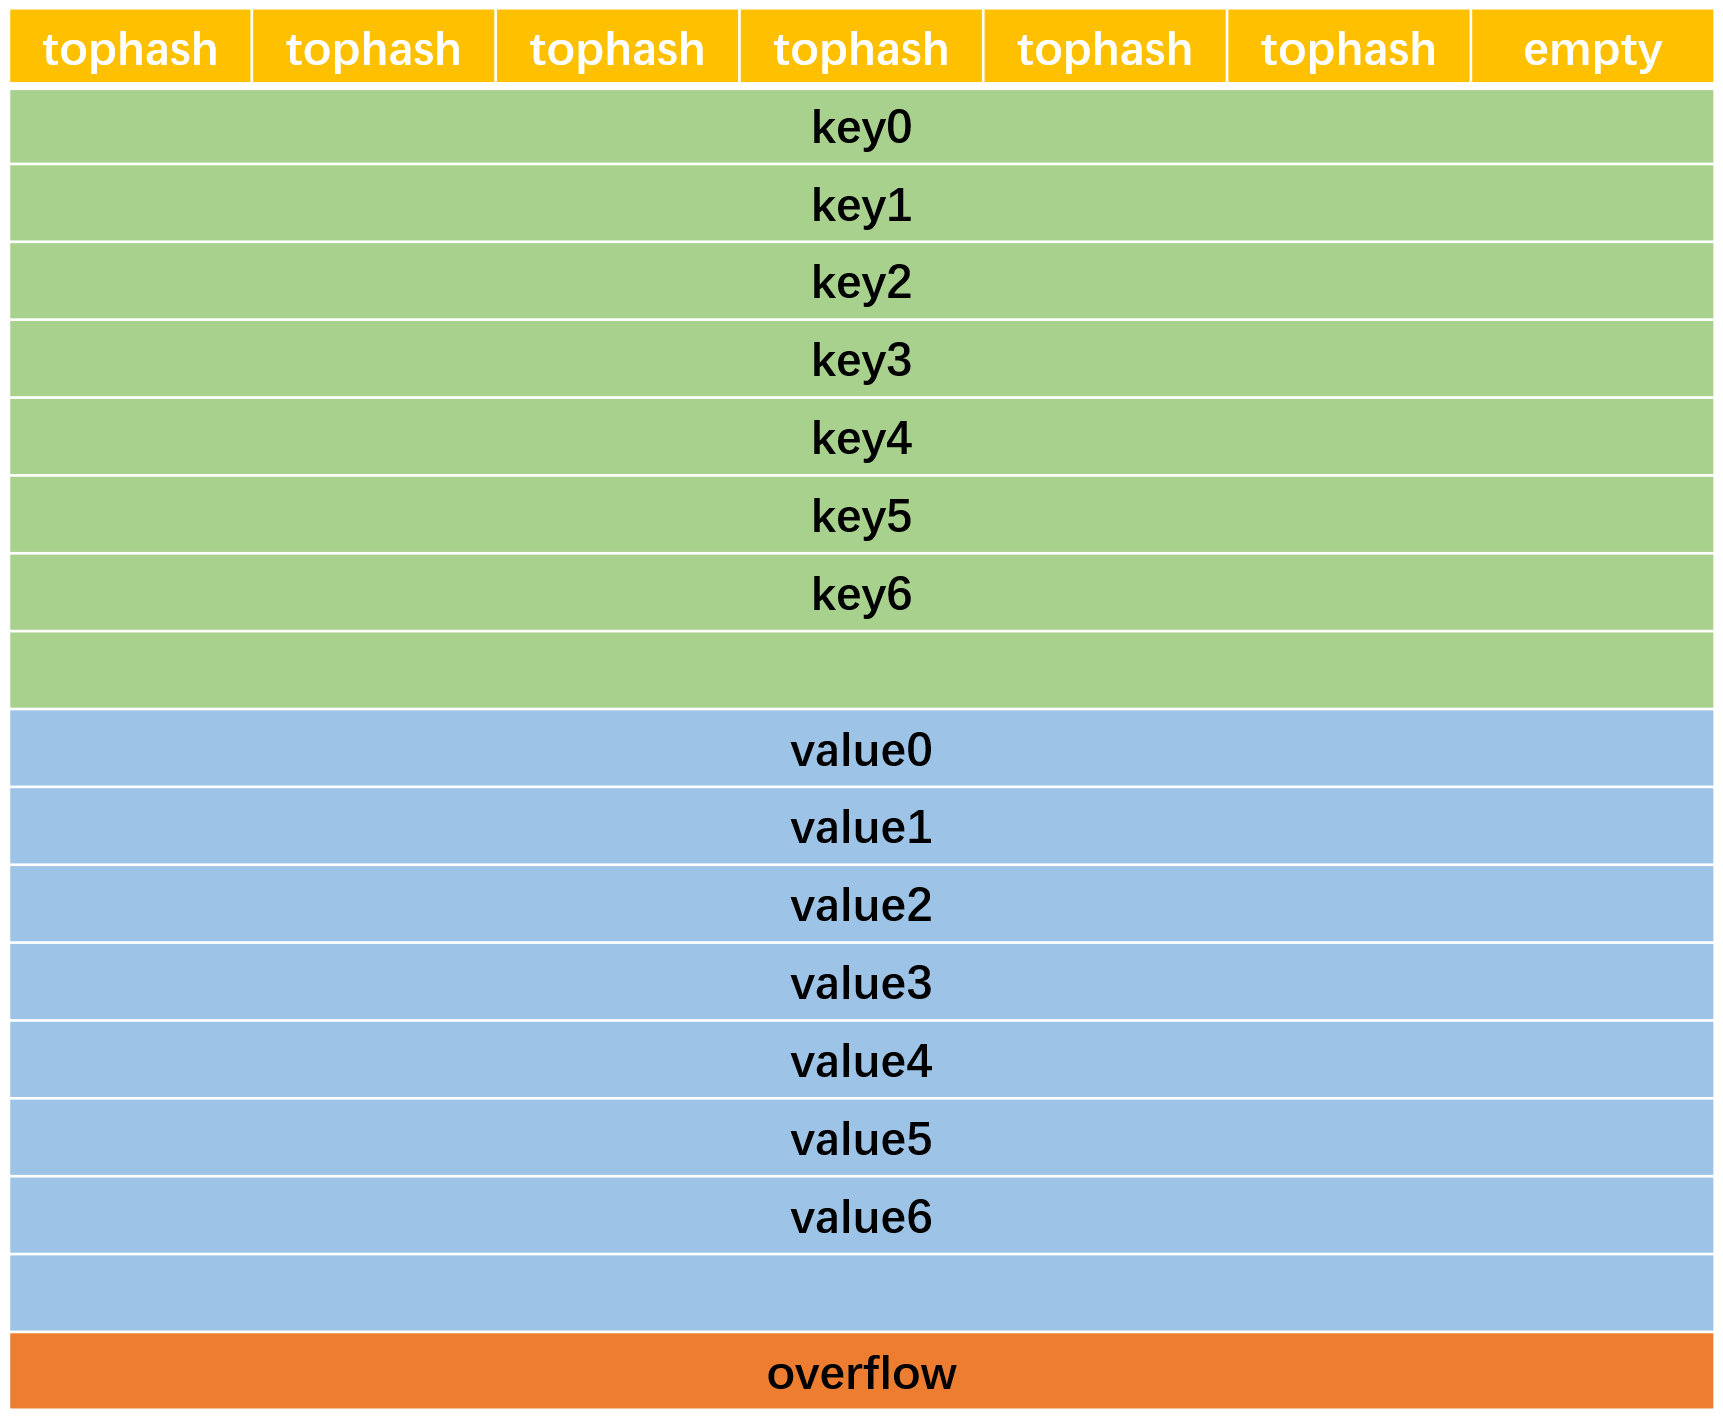 tophash tophash tophash tophash tophash tophash empty
key0
key1
key2
key3
key4
key5
key6
value0
value1
value2
value3
value4
value5
value6
overflow